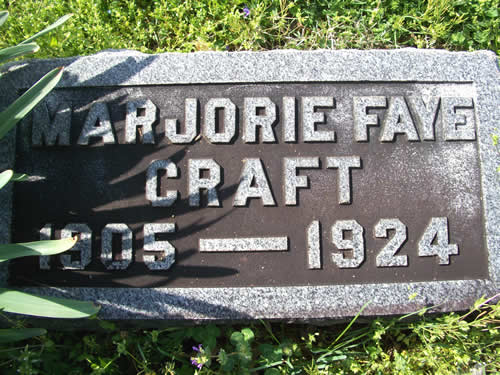 MARJORIE FAYE
CRAFT
1905 — 1924